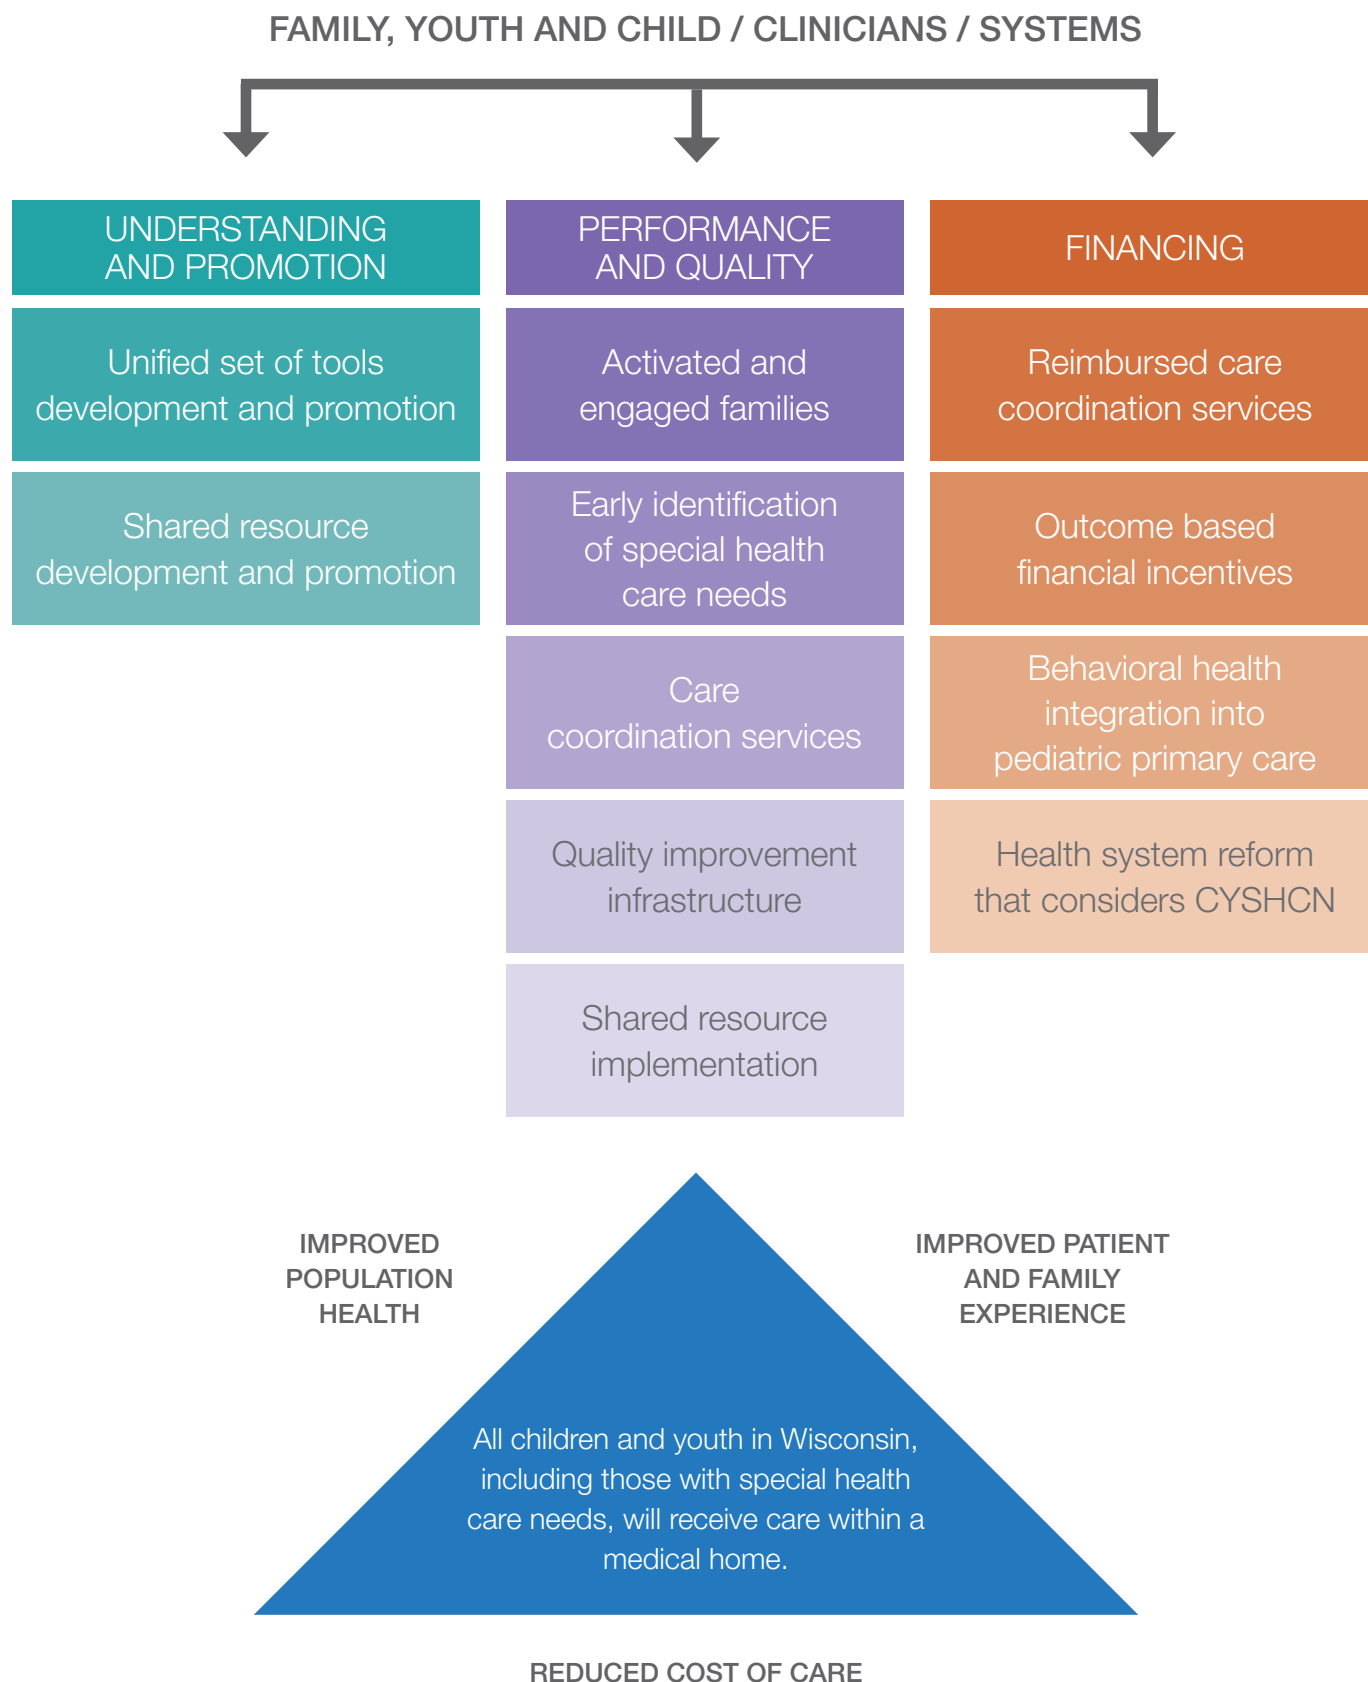 FAMILY, YOUTH AND CHILD / CLINICIANS / SYSTEMS
UNDERSTANDING
AND PROMOTION
Unified set of tools
development and promotion
Shared resource
development and promotion
PERFORMANCE
AND QUALITY
Activated and
engaged families
Early identification
of special health
care needs
Care
coordination services
Quality improvement
infrastructure
Shared resource
implementation
FINANCING
Reimbursed care
coordination services
Outcome based
financial incentives
Behavioral health
integration into
pediatric primary care
Health system reform
that considers CYSHCN
IMPROVED
POPULATION
HEALTH
IMPROVED PATIENT
AND FAMILY
EXPERIENCE
All children and youth in Wisconsin,
including those with special health
care needs, will receive care within a
medical home.
REDUCED COST OF CARE